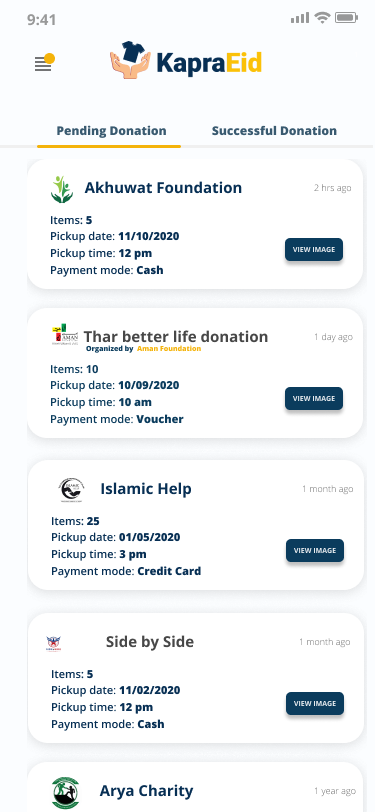 9:41
KapraEid
Pending Donation
Successful Donation
Akhuwat Foundation
2 hrs ago
Items: 5
Pickup date: 11/10/2020
Pickup time: 12 pm
Payment mode: Cash
VIEW IMAGE
AMAN
Thar better life donation
1 day ago
Organized by Aman Foundation
Items: 10
Pickup date: 10/09/2020
Pickup time: 10 am
Payment mode: Voucher
VIEW IMAGE
Islamic Help
1 month ago
Items: 25
Pickup date: 01/05/2020
Pickup time: 3 pm
Payment mode: Credit Card
VIEW IMAGE
Side by Side
1 month ago
Items: 5
Pickup date: 11/02/2020
Pickup time: 12 pm
Payment mode: Cash
VIEW IMAGE
Arya Charity
1 year ago